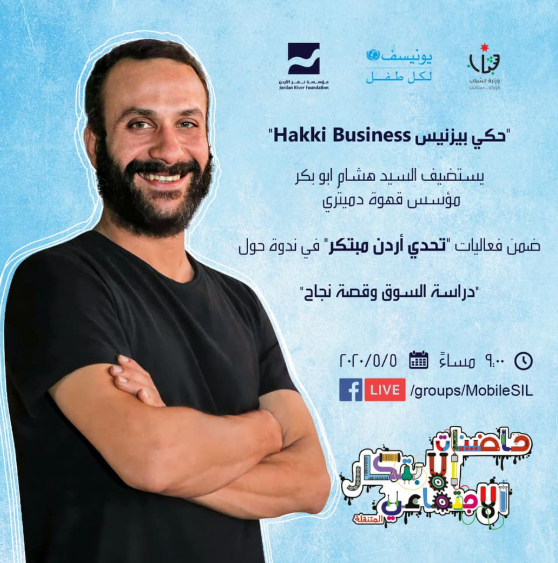 مؤسسة نهر الأردن
Jordan River Foundation
يونيسف
لكل طفل
وزارة الشباب
"حكي بيزنيس Hakki Business"
يستضيف السيد هشام ابو بكر
مؤسس قهوة دميتري
ضمن فعاليات "تحدي أردن مبتكر" في ندوة حول
"دراسة السوق وقصة نجاح"
٩:٠٠ مساءً ٢٠٢٠/٥/٥
LIVE /groups/MobileSIL
حاضنات
الابتكار
الاجتماعي
المتنقلة